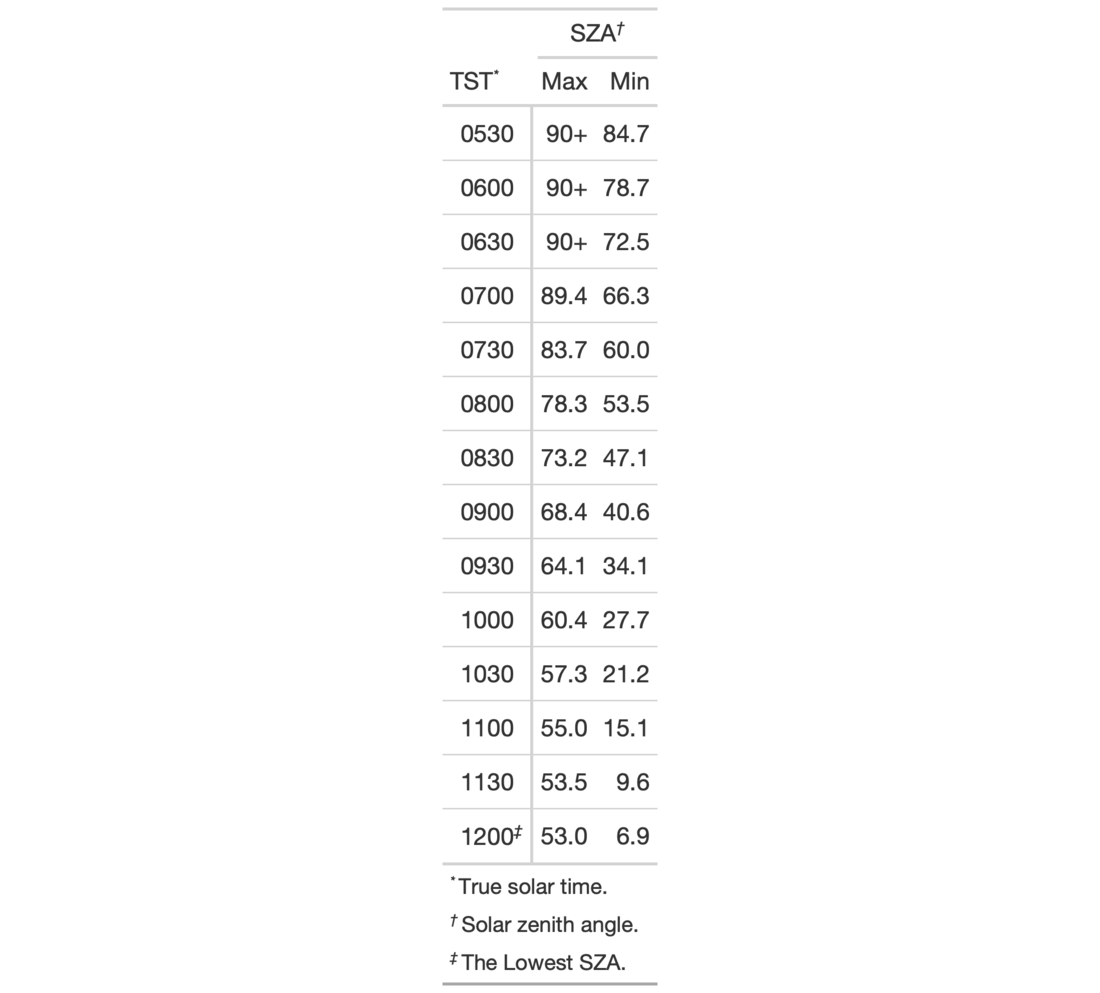 SZA†
TST* Max Min
0530 90+ 84.7
0600 90+ 78.7
0630 90+ 72.5
0700 89.4 66.3
0730 83.7 60.0
0800 78.3 53.5
0830 73.2 47.1
0900 68.4 40.6
0930 64.1 34.1
1000 60.4 27.7
1030 57.3 21.2
1100 55.0 15.1
1130 53.5 9.6
1200‡ 53.0 6.9
* True solar time.
† Solar zenith angle.
‡ The Lowest SZA.